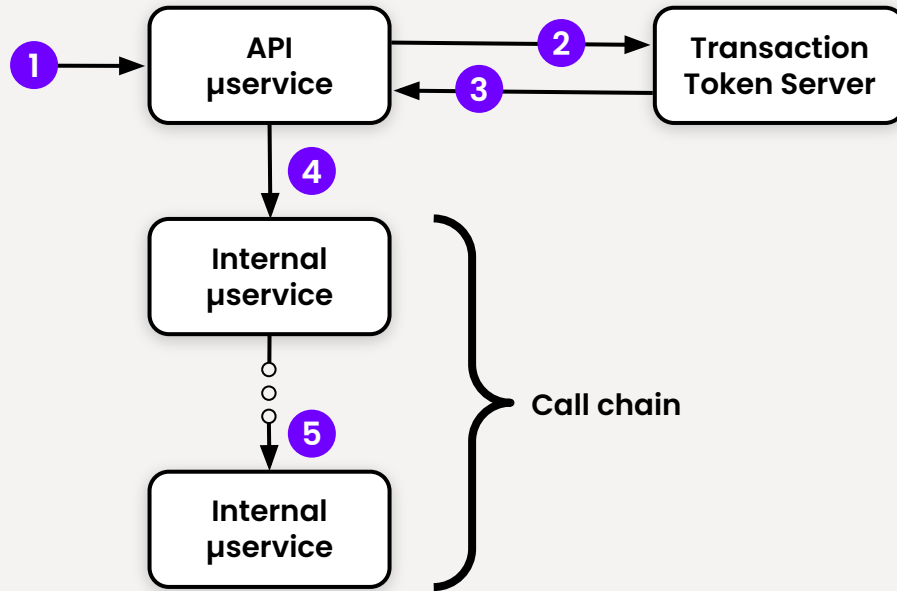 API
µservice
Transaction
Token Server
1
2
3
4
Internal
µservice
Call chain
5
Internal
µservice